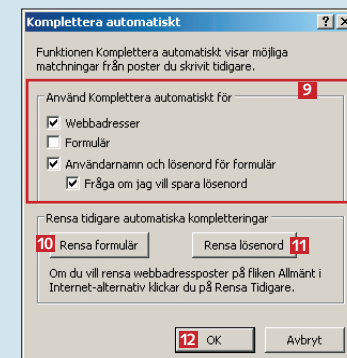 Komplettera automatiskt
Funktionen Komplettera automatiskt visar möjliga
matchningar från poster du skrivit tidigare.
9
Använd Komplettera automatiskt för
Webbadresser
Formulär
Användarnamn och lösenord för formulär
Fråga om jag vill spara lösenord
Rensa tidigare automatiska kompletteringar
10 Rensa formulär Rensa lösenord 11
Om du vill rensa webbadressposter på fliken Allmänt i
Internet-alternativ klickar du på Rensa Tidigare.
12 OK Avbryt